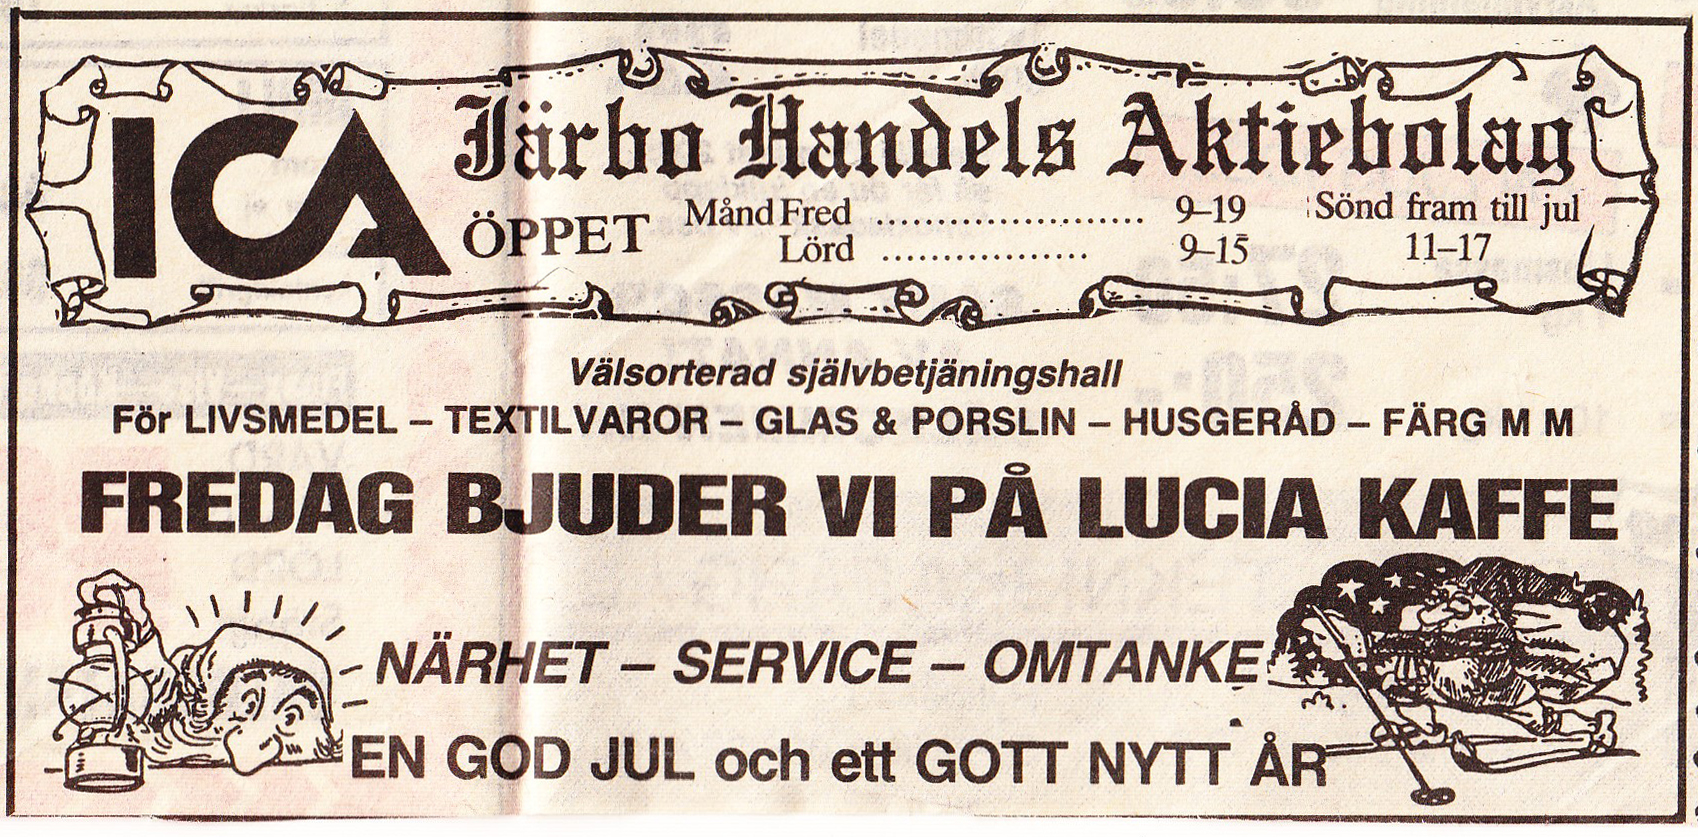 ICA Järbo Handels Aktiebolag
ÖPPET Månd Fred ........................... 9–19 Sönd fram till jul
Lörd ..................... 9–15 11–17
Välsorterad självbetjäningshall
För LIVSMEDEL – TEXTILVAROR – GLAS & PORSLIN – HUSGERÅD – FÄRG M M
FREDAG BJUDER VI PÅ LUCIA KAFFE
NÄRHET – SERVICE – OMTANKE
EN GOD JUL och ett GOTT NYTT ÅR